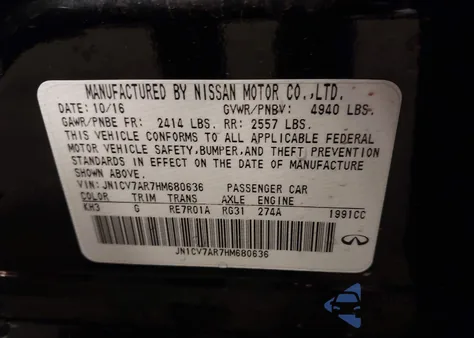 MANUFACTURED BY NISSAN MOTOR CO.,LTD.
DATE: 10/16 GVWR/PNBV: 4940 LBS.
GAWR/PNBE FR: 2414 LBS. RR: 2557 LBS.
THIS VEHICLE CONFORMS TO ALL APPLICABLE FEDERAL
MOTOR VEHICLE SAFETY,BUMPER,AND THEFT PREVENTION
STANDARDS IN EFFECT ON THE DATE OF MANUFACTURE
SHOWN ABOVE.
VIN: JN1CV7AR7HM680636 PASSENGER CAR
COLOR TRIM TRANS AXLE ENGINE
KH3 G RE7R01A RG31 274A 1991CC
JN1CV7AR7HM680636